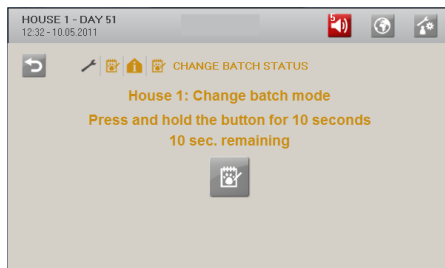 HOUSE 1 - DAY 51
12:32 - 10.05.2011
5
CHANGE BATCH STATUS
House 1: Change batch mode
Press and hold the button for 10 seconds
10 sec. remaining